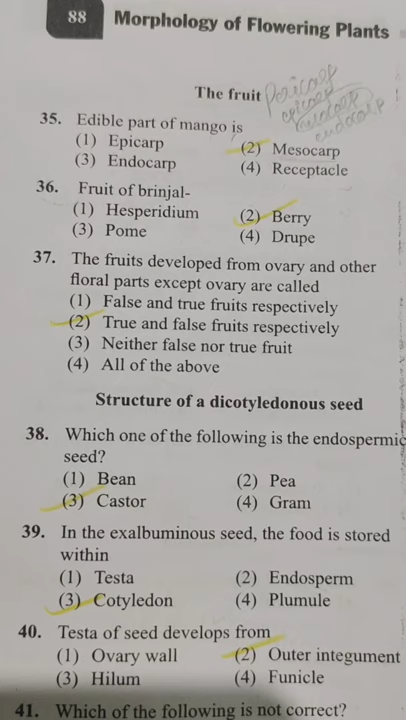 88 Morphology of Flowering Plants
The fruit Pericarp
epicarp
mesocarp
endocarp
35. Edible part of mango is
(1) Epicarp (2) Mesocarp
(3) Endocarp (4) Receptacle
36. Fruit of brinjal-
(1) Hesperidium (2) Berry
(3) Pome (4) Drupe
37. The fruits developed from ovary and other
floral parts except ovary are called
(1) False and true fruits respectively
(2) True and false fruits respectively
(3) Neither false nor true fruit
(4) All of the above
Structure of a dicotyledonous seed
38. Which one of the following is the endospermic
seed?
(1) Bean (2) Pea
(3) Castor (4) Gram
39. In the exalbuminous seed, the food is stored
within
(1) Testa (2) Endosperm
(3) Cotyledon (4) Plumule
40. Testa of seed develops from
(1) Ovary wall (2) Outer integument
(3) Hilum (4) Funicle
41. Which of the following is not correct?